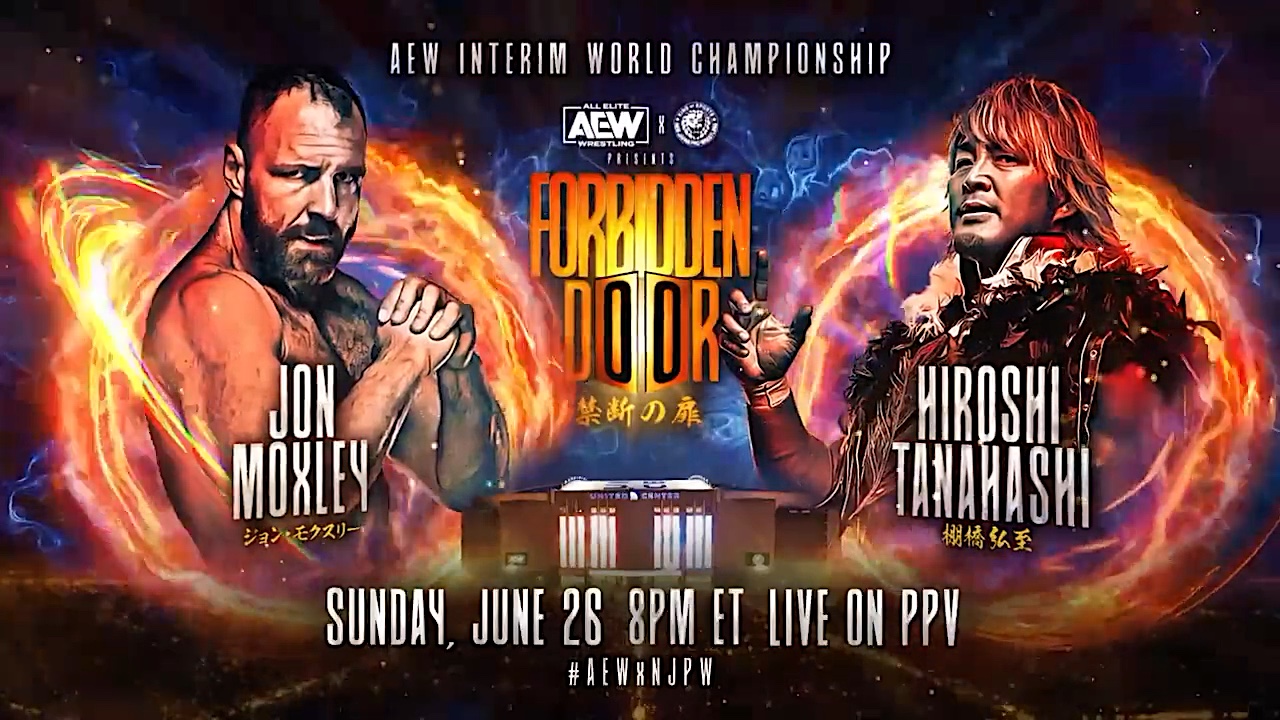 AEW INTERIM WORLD CHAMPIONSHIP
ALL ELITE
AEW
WRESTLING
X
PRESENTS
FORBIDDEN
DOOR
禁断の扉
JON
MOXLEY
ジョン・モクスリー
HIROSHI
TANAHASHI
棚橋弘至
UNITED CENTER
SUNDAY, JUNE 26 8PM ET LIVE ON PPV
#AEWxNJPW